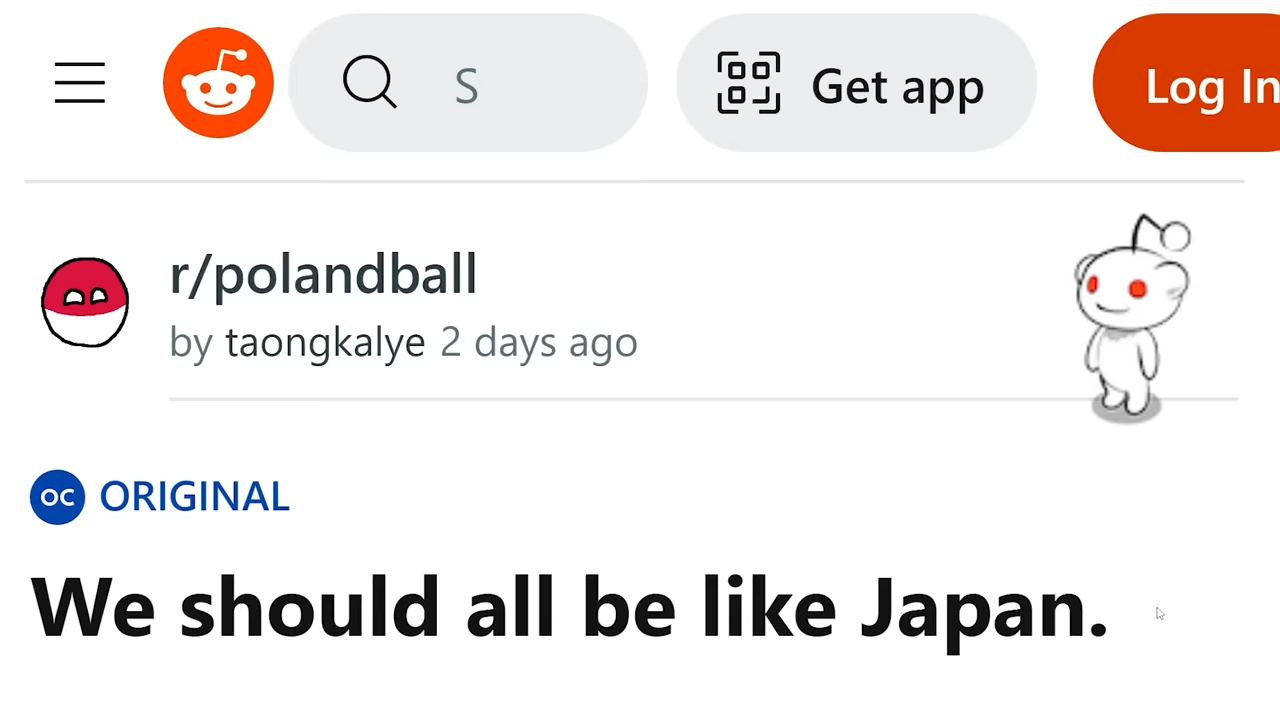 S
Get app
Log In
r/polandball
by taongkalye 2 days ago
OC ORIGINAL
We should all be like Japan.